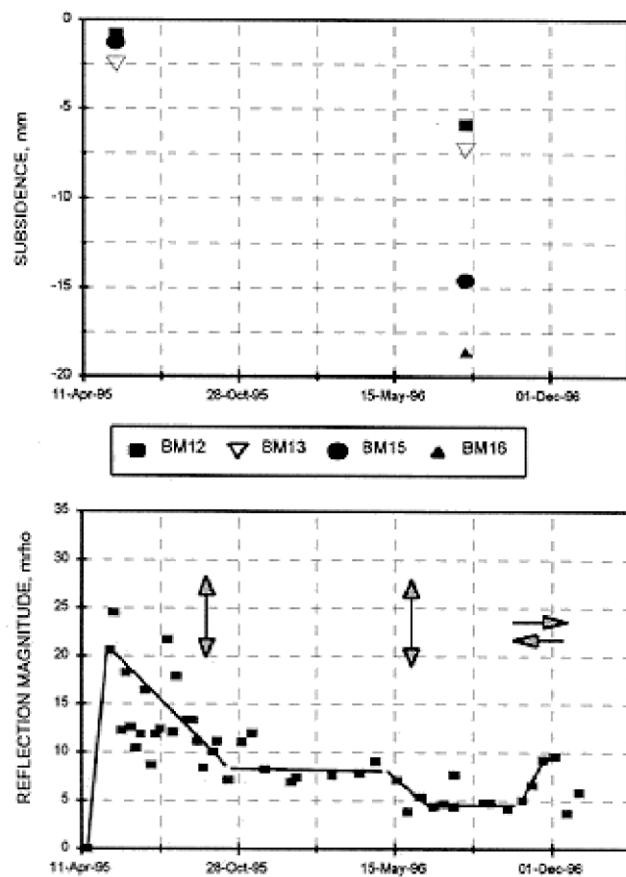 SUBSIDENCE, mm
0
-5
-10
-15
-20
11-Apr-95 28-Oct-95 15-May-96 01-Dec-96
BM12 BM13 BM15 BM16
REFLECTION MAGNITUDE, mrho
35
30
25
20
15
10
5
0
11-Apr-95 28-Oct-95 15-May-96 01-Dec-96